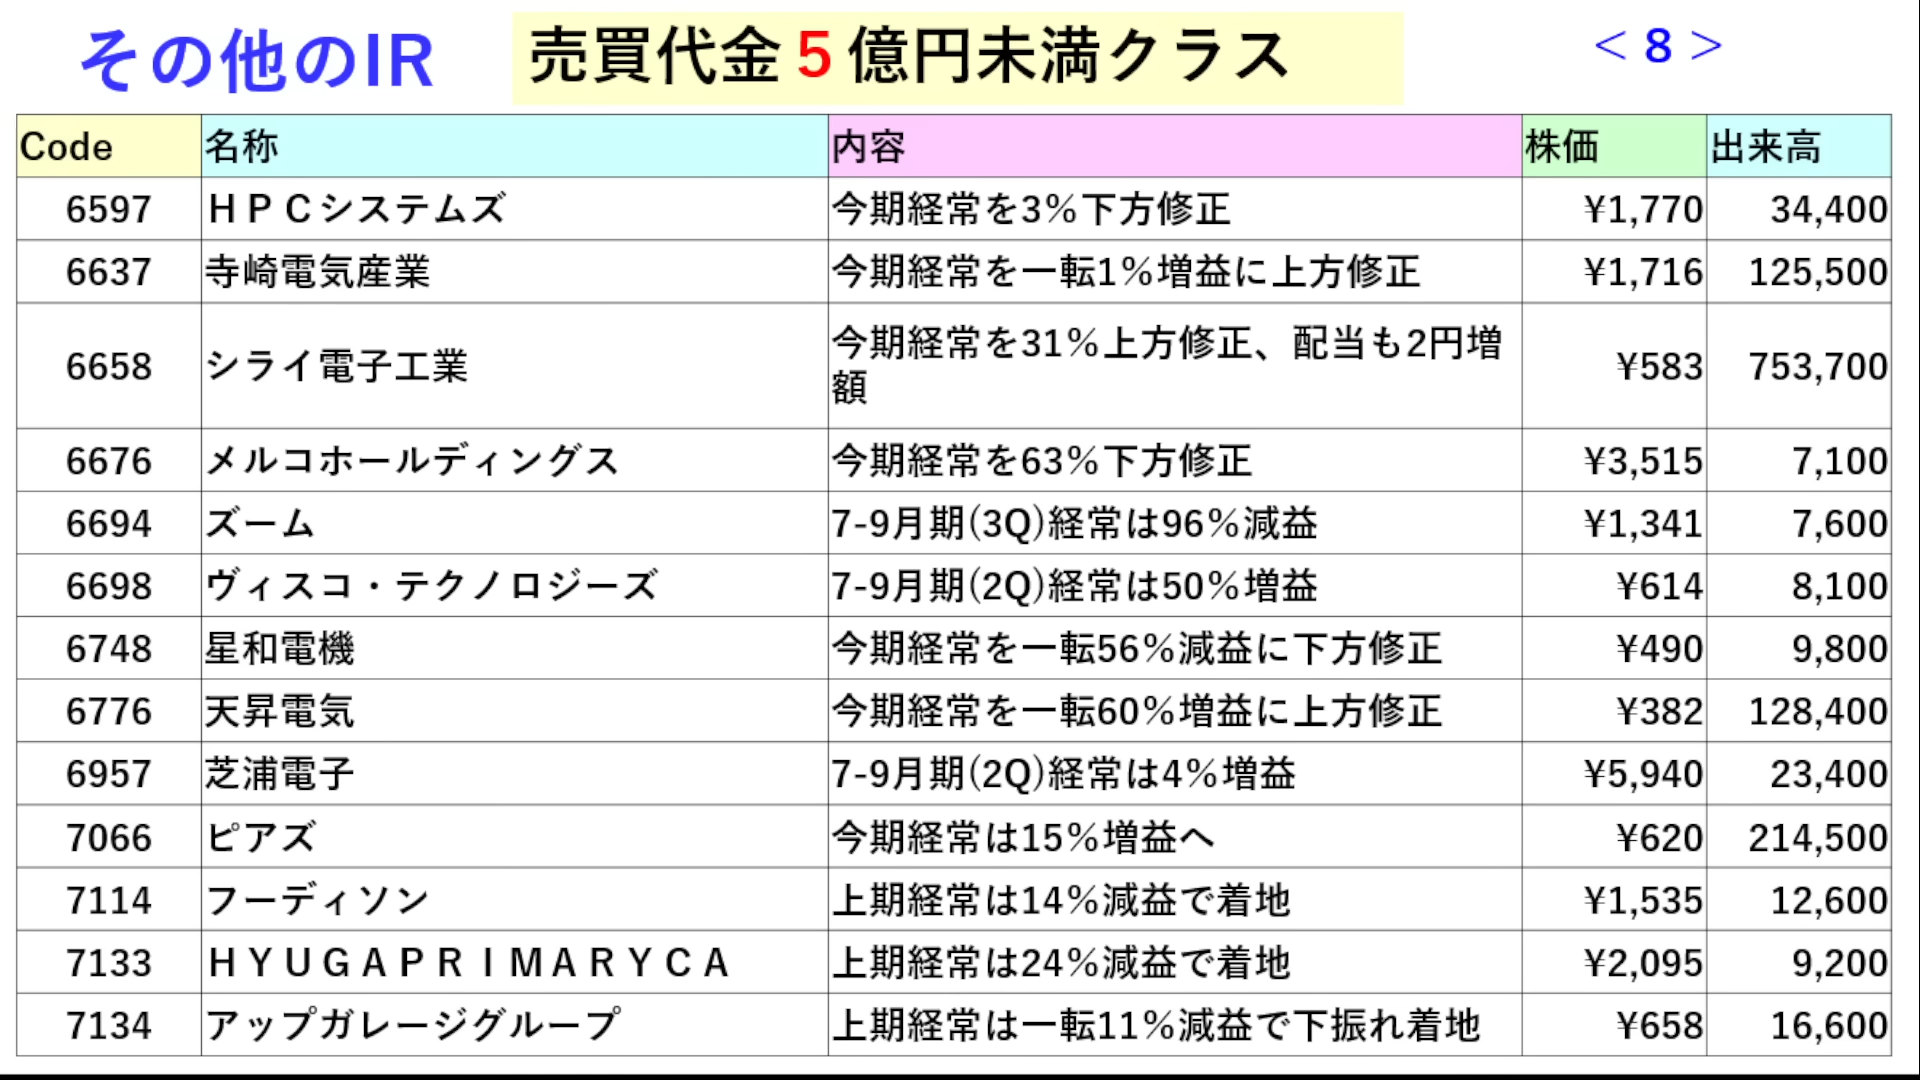 その他のIR 売買代金5億円未満クラス <8>
Code 名称 内容 株価 出来高
6597 HPCシステムズ 今期経常を3%下方修正 ¥1,770 34,400
6637 寺崎電気産業 今期経常を一転1%増益に上方修正 ¥1,716 125,500
6658 シライ電子工業 今期経常を31%上方修正、配当も2円増
額 ¥583 753,700
6676 メルコホールディングス 今期経常を63%下方修正 ¥3,515 7,100
6694 ズーム 7-9月期(3Q)経常は96%減益 ¥1,341 7,600
6698 ヴィスコ・テクノロジーズ 7-9月期(2Q)経常は50%増益 ¥614 8,100
6748 星和電機 今期経常を一転56%減益に下方修正 ¥490 9,800
6776 天昇電気 今期経常を一転60%増益に上方修正 ¥382 128,400
6957 芝浦電子 7-9月期(2Q)経常は4%増益 ¥5,940 23,400
7066 ピアズ 今期経常は15%増益へ ¥620 214,500
7114 フーディソン 上期経常は14%減益で着地 ¥1,535 12,600
7133 HYUGAPRIMARYCA 上期経常は24%減益で着地 ¥2,095 9,200
7134 アップガレージグループ 上期経常は一転11%減益で下振れ着地 ¥658 16,600